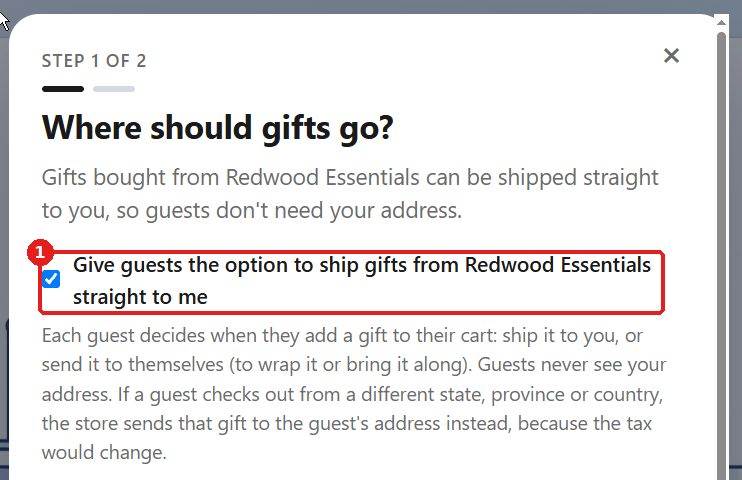 STEP 1 OF 2
Where should gifts go?
Gifts bought from Redwood Essentials can be shipped straight
to you, so guests don't need your address.
1
Give guests the option to ship gifts from Redwood Essentials
straight to me
Each guest decides when they add a gift to their cart: ship it to you, or
send it to themselves (to wrap it or bring it along). Guests never see your
address. If a guest checks out from a different state, province or country,
the store sends that gift to the guest's address instead, because the tax
would change.